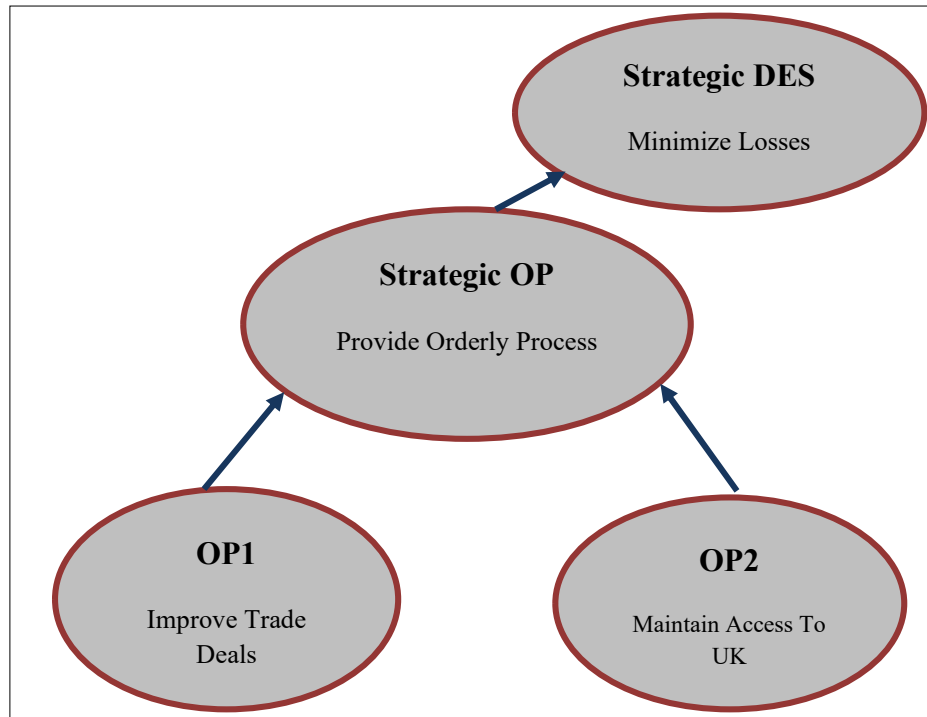 Strategic DES
Minimize Losses
Strategic OP
Provide Orderly Process
OP1
Improve Trade
Deals
OP2
Maintain Access To
UK